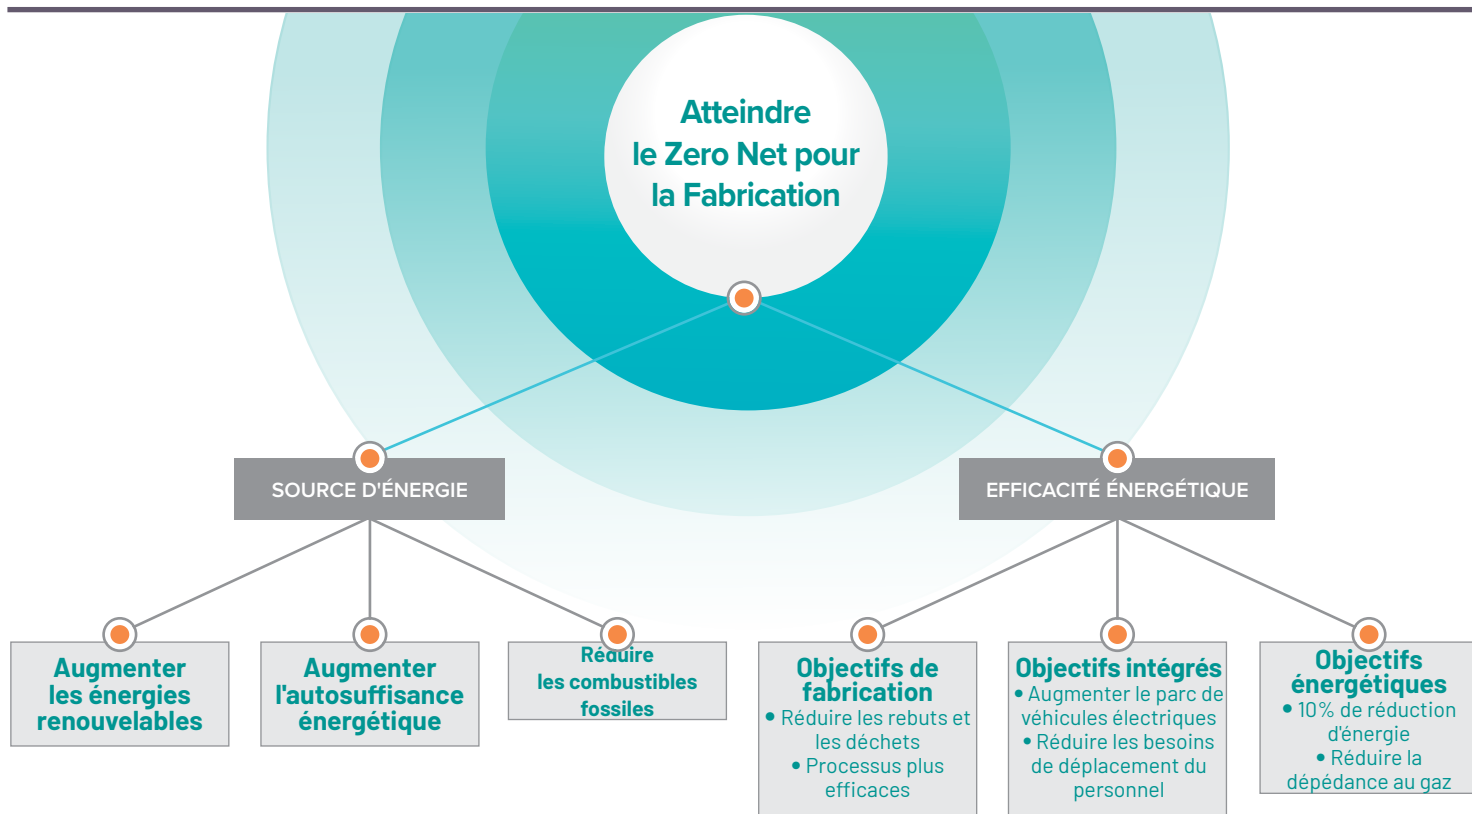 Atteindre
le Zero Net pour
la Fabrication
SOURCE D'ÉNERGIE
EFFICACITÉ ÉNERGÉTIQUE
Augmenter
les énergies
renouvelables
Augmenter
l'autosuffisance
énergétique
Réduire
les combustibles
fossiles
Objectifs de
fabrication
• Réduire les rebuts et
les déchets
• Processus plus
efficaces
Objectifs intégrés
• Augmenter le parc de
véhicules électriques
• Réduire les besoins
de déplacement du
personnel
Objectifs
énergétiques
• 10% de réduction
d'énergie
• Réduire la
dépédance au gaz